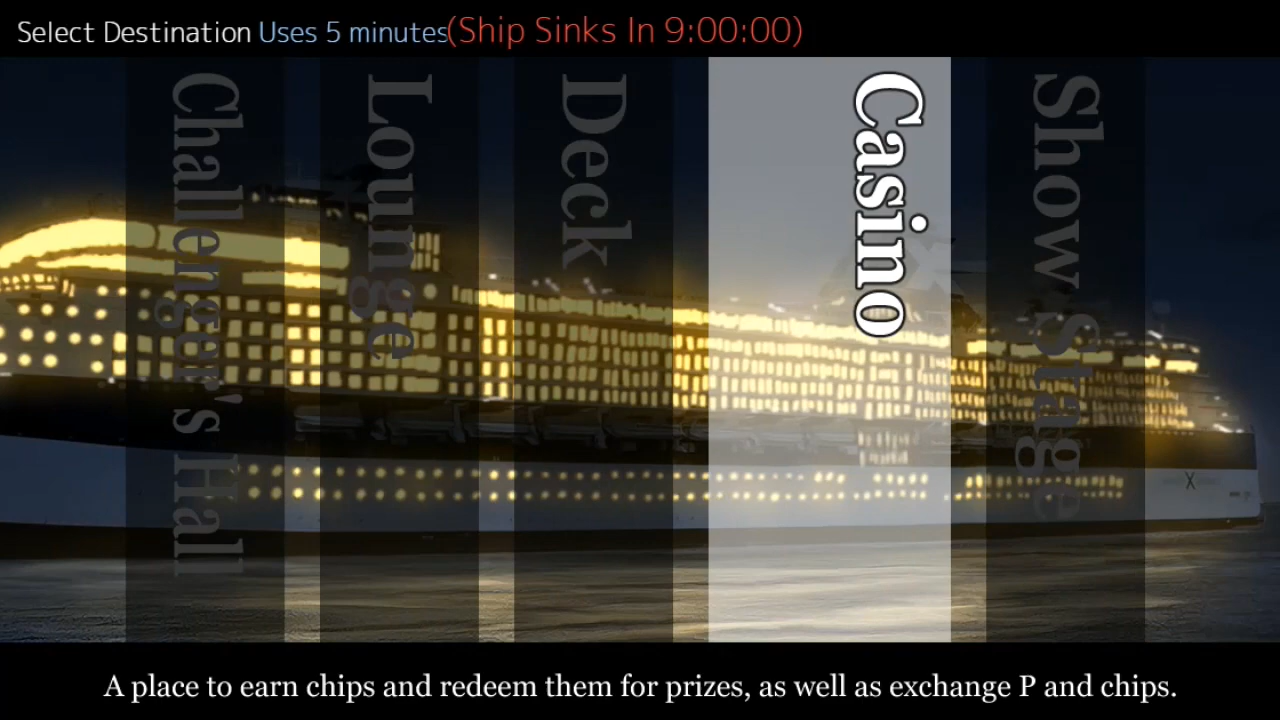 Select Destination Uses 5 minutes(Ship Sinks In 9:00:00)
Challenger's Hall
Lounge
Deck
Casino
Show Stage
X
A place to earn chips and redeem them for prizes, as well as exchange P and chips.